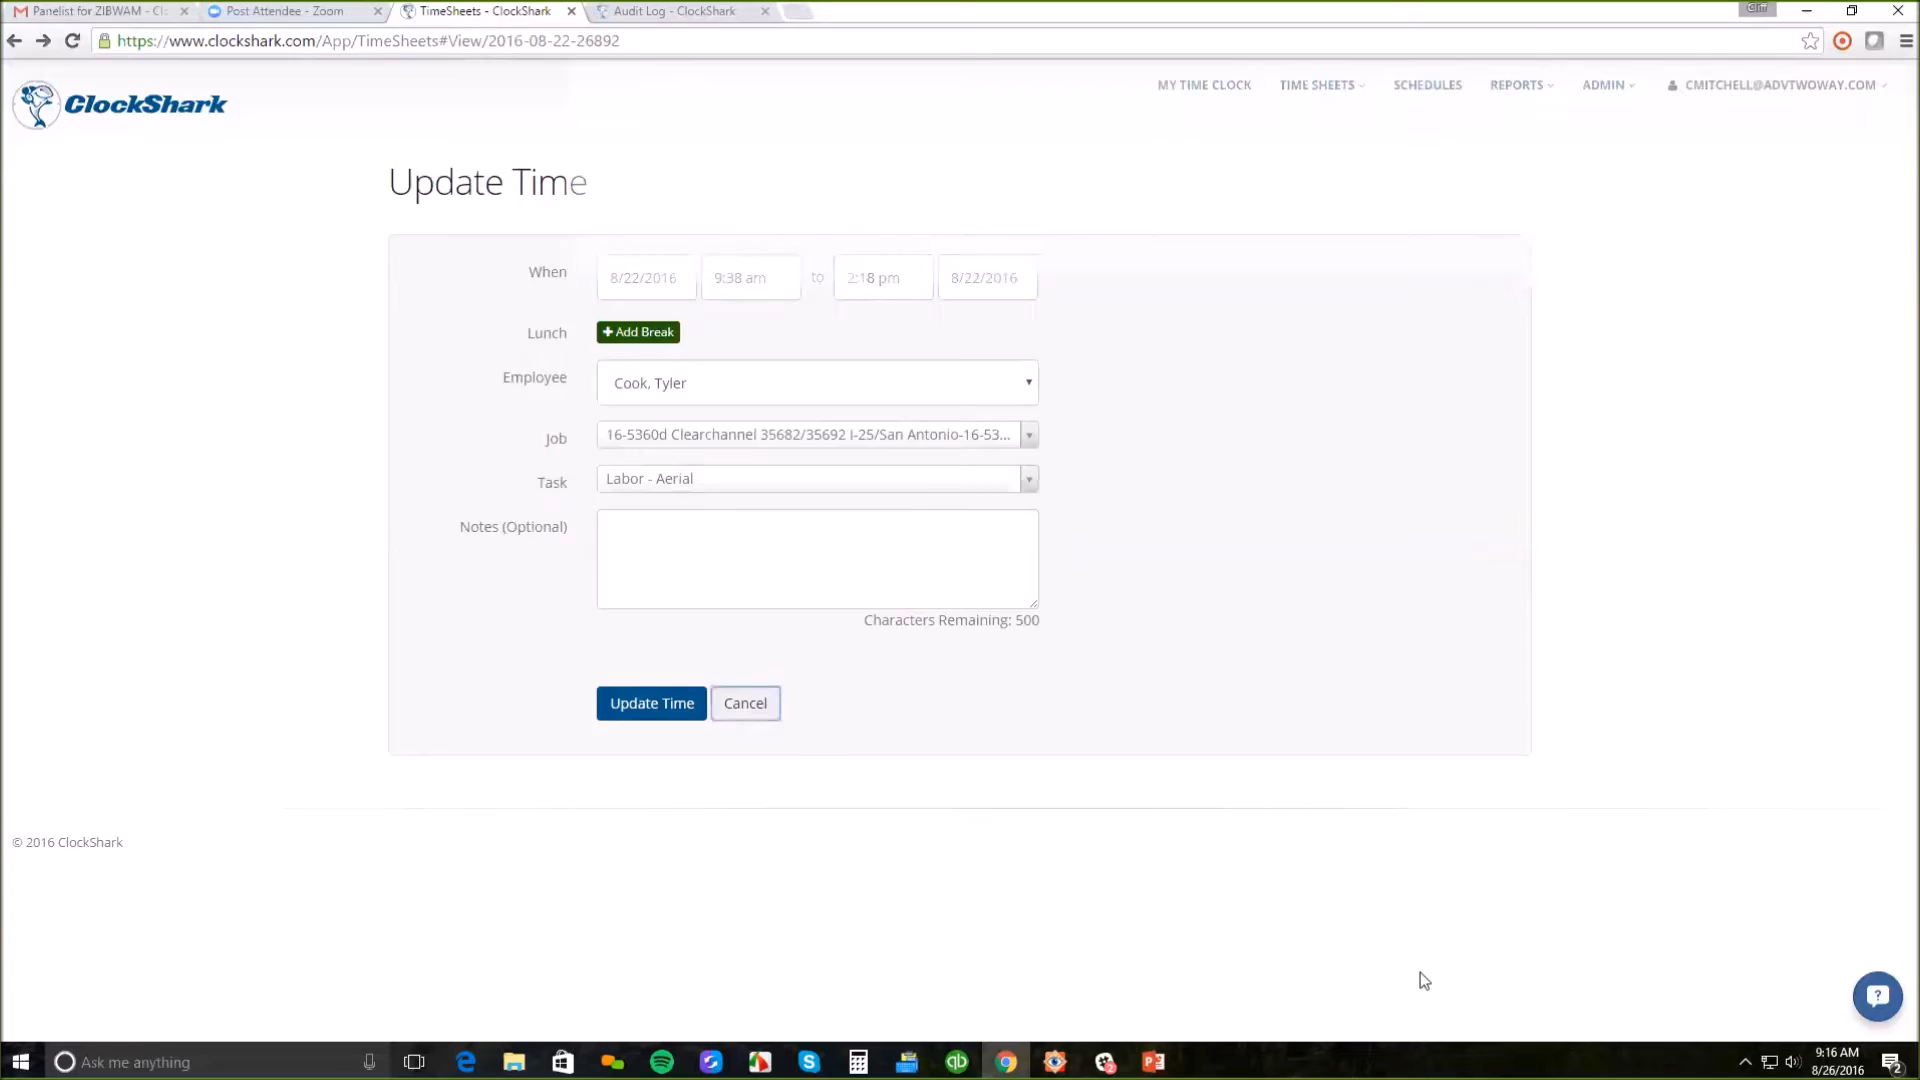 Panelist for ZIBWAM - Cl
Post Attendee - Zoom
TimeSheets - ClockShark
Audit Log - ClockShark
Cliff
https://www.clockshark.com/App/TimeSheets#View/2016-08-22-26892
ClockShark
MY TIME CLOCK
TIME SHEETS
SCHEDULES
REPORTS
ADMIN
CMITCHELL@ADVTWOWAY.COM
Update Time
When
8/22/2016
9:38 am
to
2:18 pm
8/22/2016
Lunch
+ Add Break
Employee
Cook, Tyler
Job
16-5360d Clearchannel 35682/35692 I-25/San Antonio-16-53...
Task
Labor - Aerial
Notes (Optional)
Characters Remaining: 500
Update Time
Cancel
© 2016 ClockShark
?
Ask me anything
qb
2
9:16 AM
8/26/2016
2